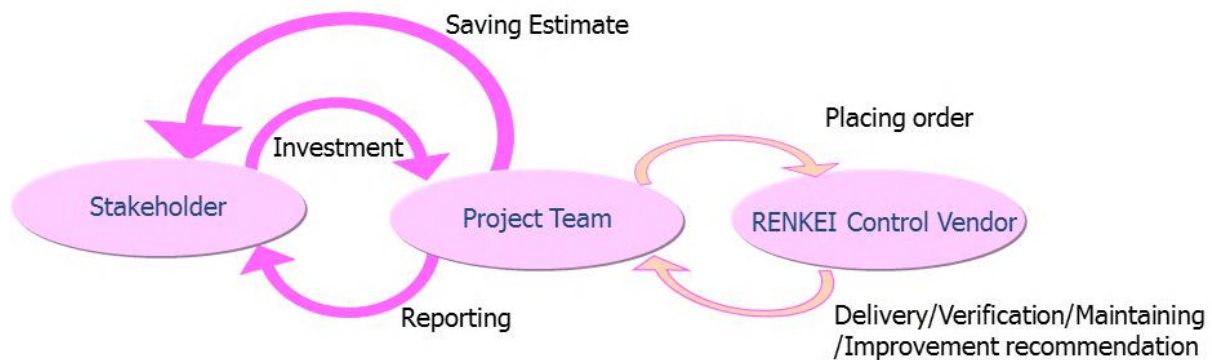 Saving Estimate
Investment
Placing order
Stakeholder
Project Team
RENKEI Control Vendor
Reporting
Delivery/Verification/Maintaining
/Improvement recommendation